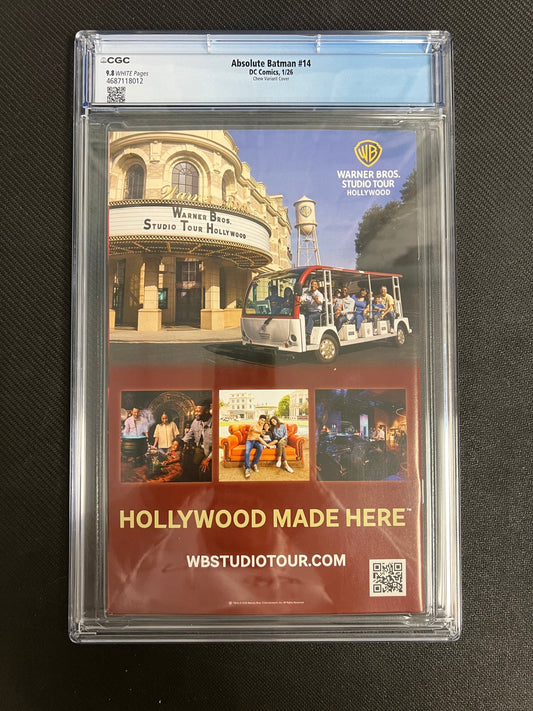 CGC
Absolute Batman #14
DC Comics, 1/26
Chew Variant Cover
9.8 WHITE Pages
4687118012
WB
WARNER BROS.
STUDIO TOUR
HOLLYWOOD
WARNER BROS.
STUDIO TOUR HOLLYWOOD
HOLLYWOOD MADE HERE™
WBSTUDIOTOUR.COM